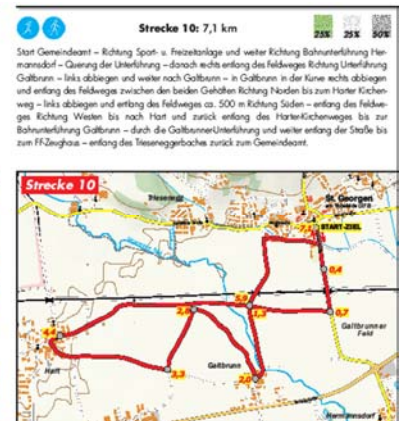 Strecke 10: 7,1 km
25% 25% 50%
Start Gemeindeamt – Richtung Sport- u. Freizeitanlage und weiter Richtung Bahnunterführung Her-
mannsdorf – Querung der Unterführung – danach rechts entlang des Feldweges Richtung Unterführung
Galtbrunn – links abbiegen und weiter nach Galtbrunn – in Galtbrunn in der Kurve rechts abbiegen
und entlang des Feldweges zwischen den beiden Gehöften Richtung Norden bis zum Harter Kirchen-
weg – links abbiegen und entlang des Feldweges ca. 500 m Richtung Süden – entlang des Feldwe-
ges Richtung Westen bis nach Hart und zurück entlang des Harter-Kirchenweges bis zur
Bahnunterführung Galtbrunn – durch die Galtbrunner-Unterführung und weiter entlang der Straße bis
zum FF-Zeughaus – entlang des Trieseneggerbaches zurück zum Gemeindeamt.
Strecke 10
Triesenegg
St. Georgen
7,1 START-ZIEL
0,4
5,9
2,8
1,3
0,7
4,4
Galtbrunner
Feld
Hart
3,3
Galtbrunn
2,0
Hermannsdorf